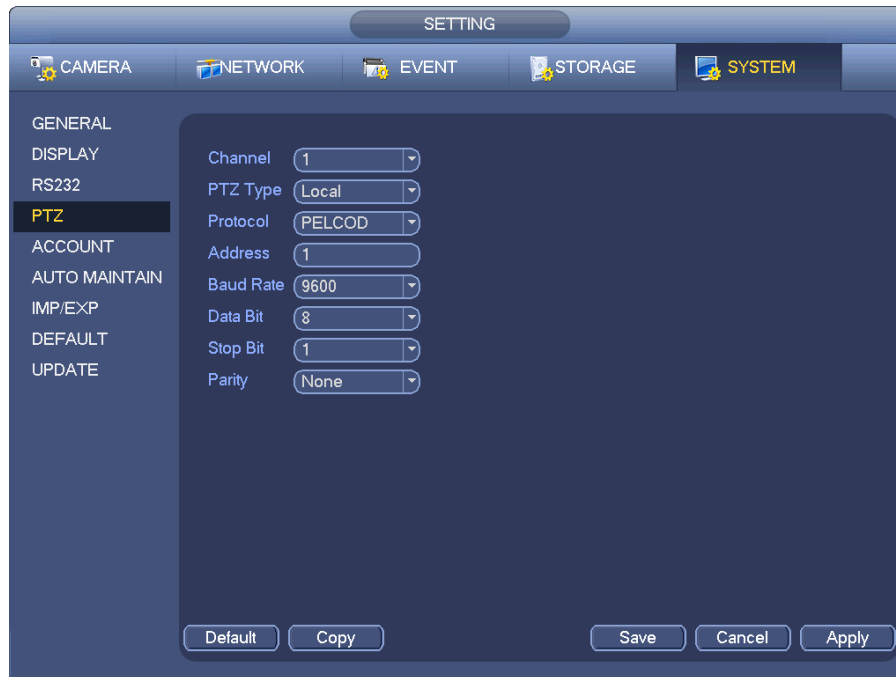 SETTING
CAMERA NETWORK EVENT STORAGE SYSTEM
GENERAL
DISPLAY
RS232
PTZ
ACCOUNT
AUTO MAINTAIN
IMP/EXP
DEFAULT
UPDATE
Channel 1
PTZ Type Local
Protocol PELCOD
Address 1
Baud Rate 9600
Data Bit 8
Stop Bit 1
Parity None
Default Copy Save Cancel Apply